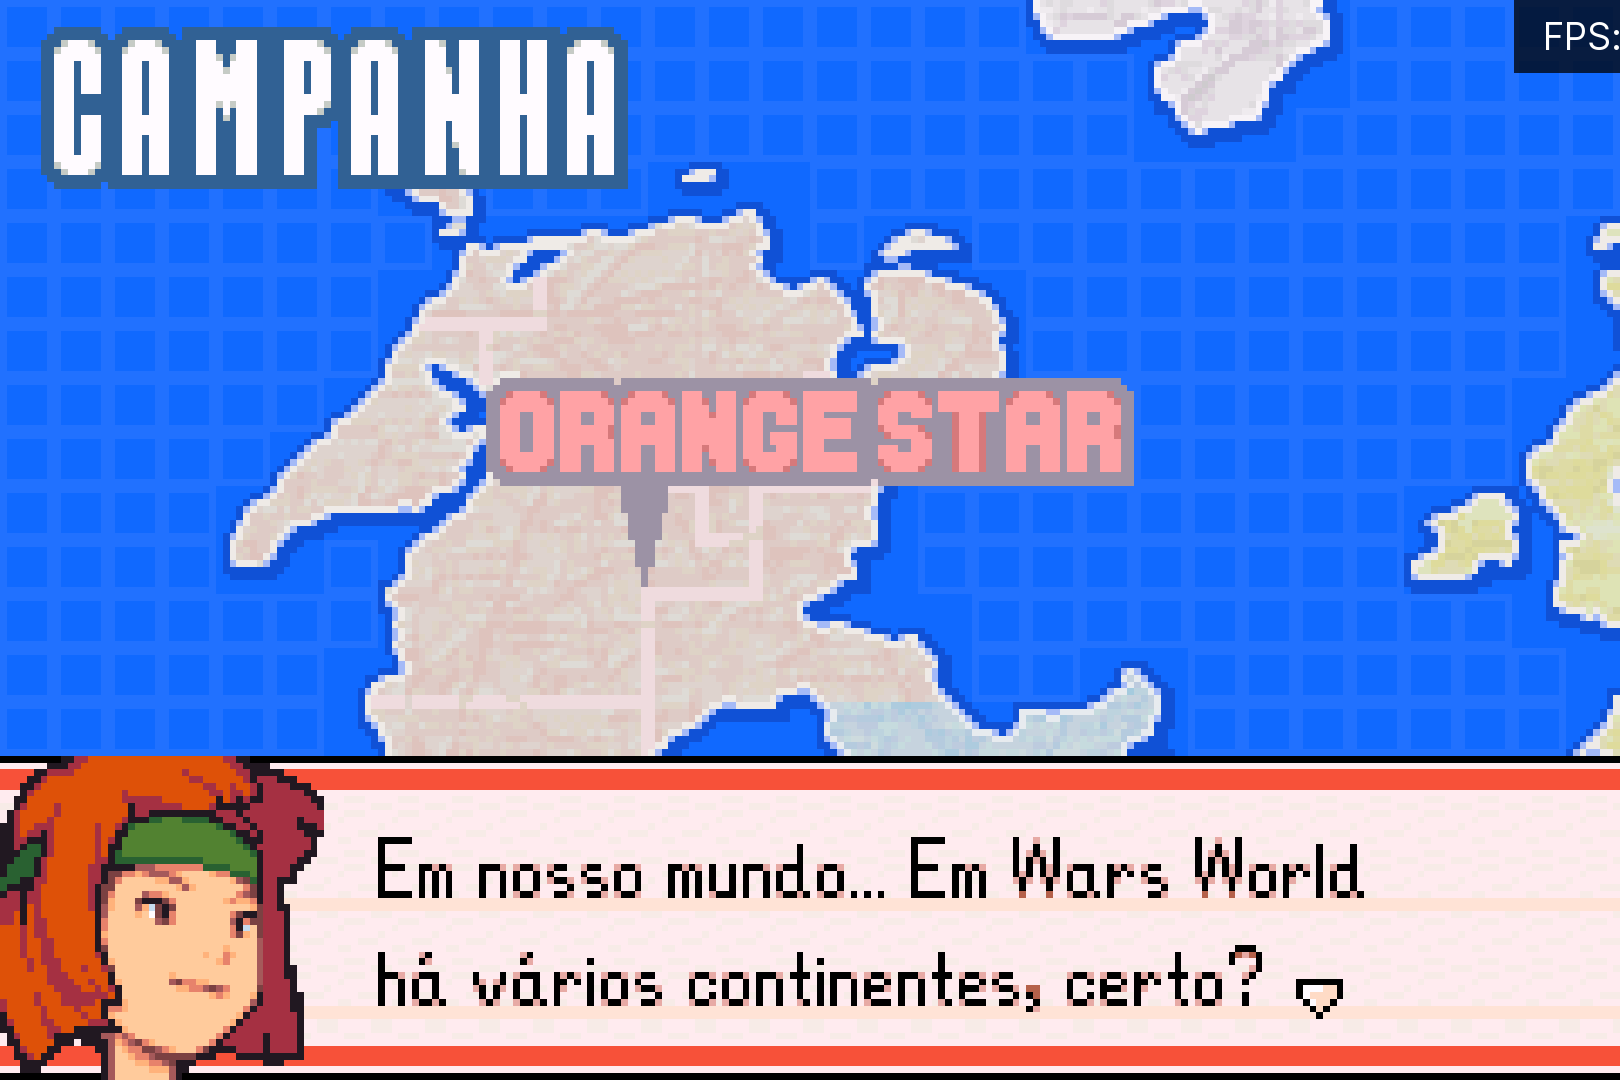 CAMPANHA
FPS:
ORANGE STAR
Em nosso mundo... Em Wars World
há vários continentes, certo?